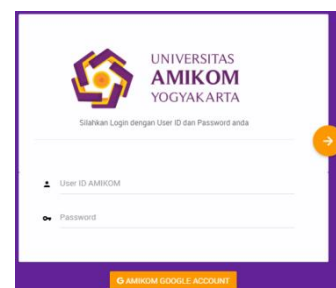 UNIVERSITAS
AMIKOM
YOGYAKARTA
Silahkan Login dengan User ID dan Password anda
User ID AMIKOM
Password
G AMIKOM GOOGLE ACCOUNT